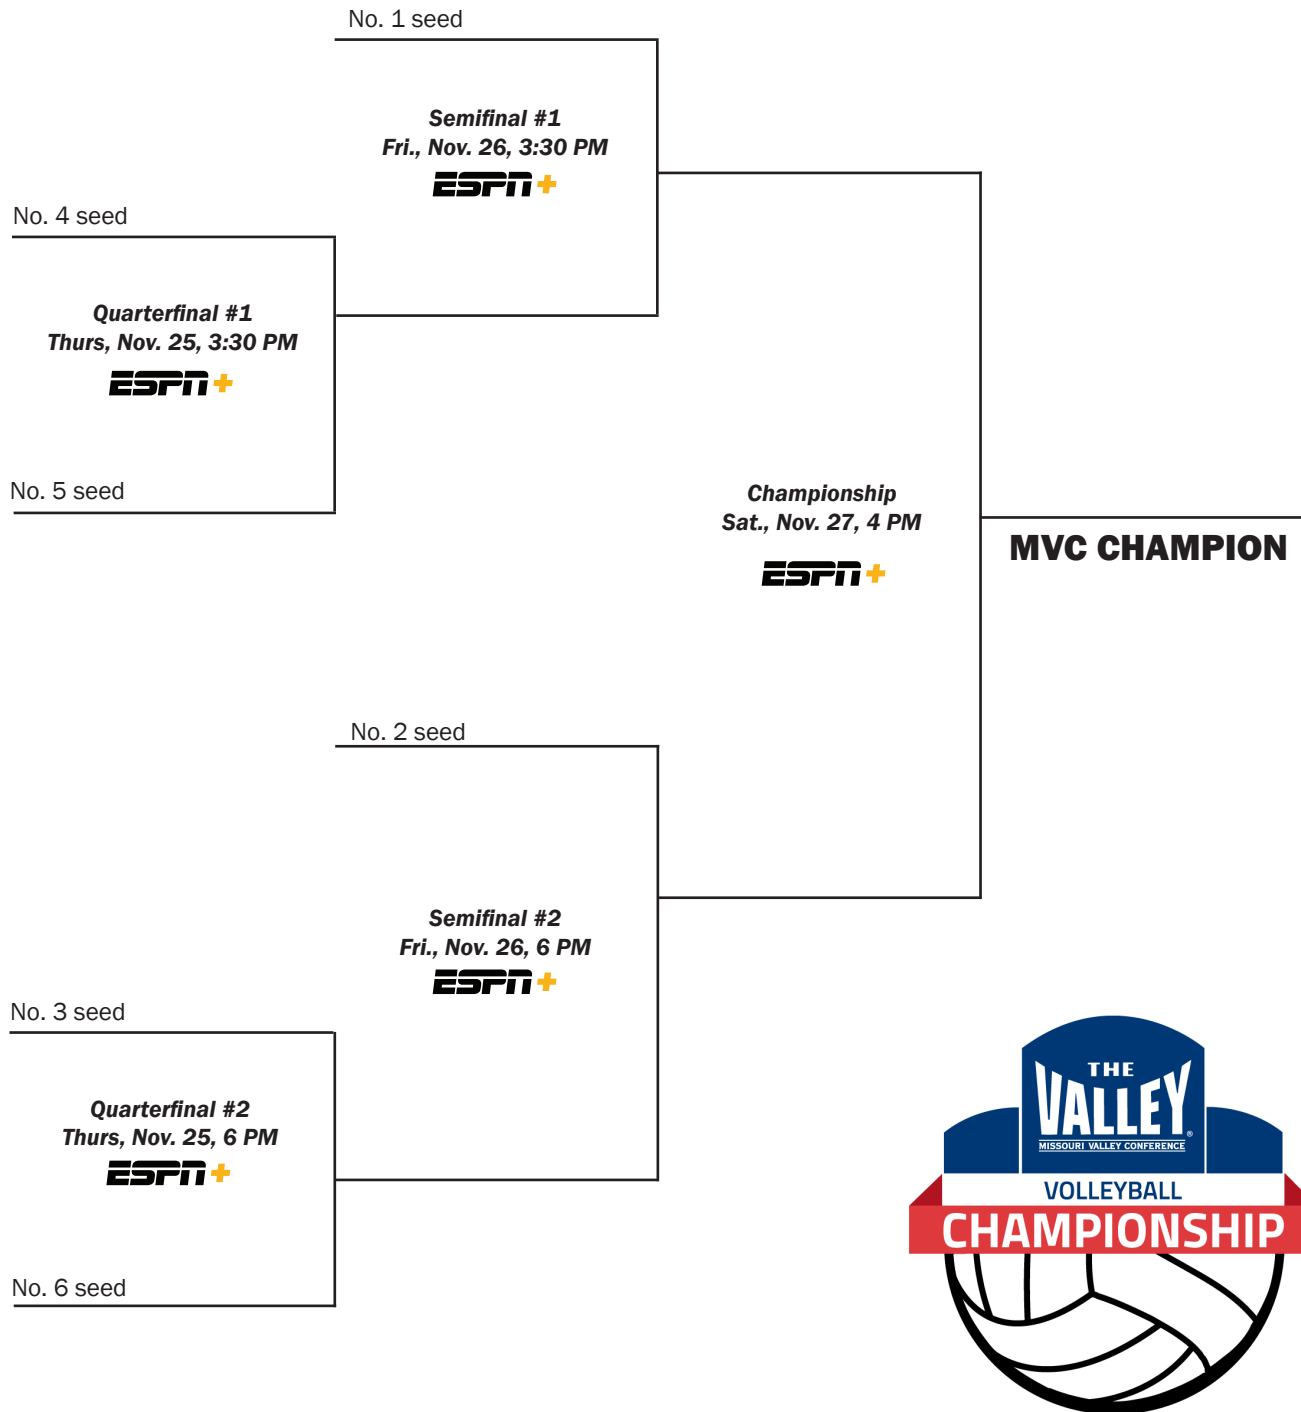 No. 1 seed
Semifinal #1
Fri., Nov. 26, 3:30 PM
ESPN+
No. 4 seed
Quarterfinal #1
Thurs, Nov. 25, 3:30 PM
ESPN+
No. 5 seed
Championship
Sat., Nov. 27, 4 PM
ESPN+
MVC CHAMPION
No. 2 seed
Semifinal #2
Fri., Nov. 26, 6 PM
ESPN+
No. 3 seed
Quarterfinal #2
Thurs, Nov. 25, 6 PM
ESPN+
No. 6 seed
THE
VALLEY®
MISSOURI VALLEY CONFERENCE
VOLLEYBALL
CHAMPIONSHIP